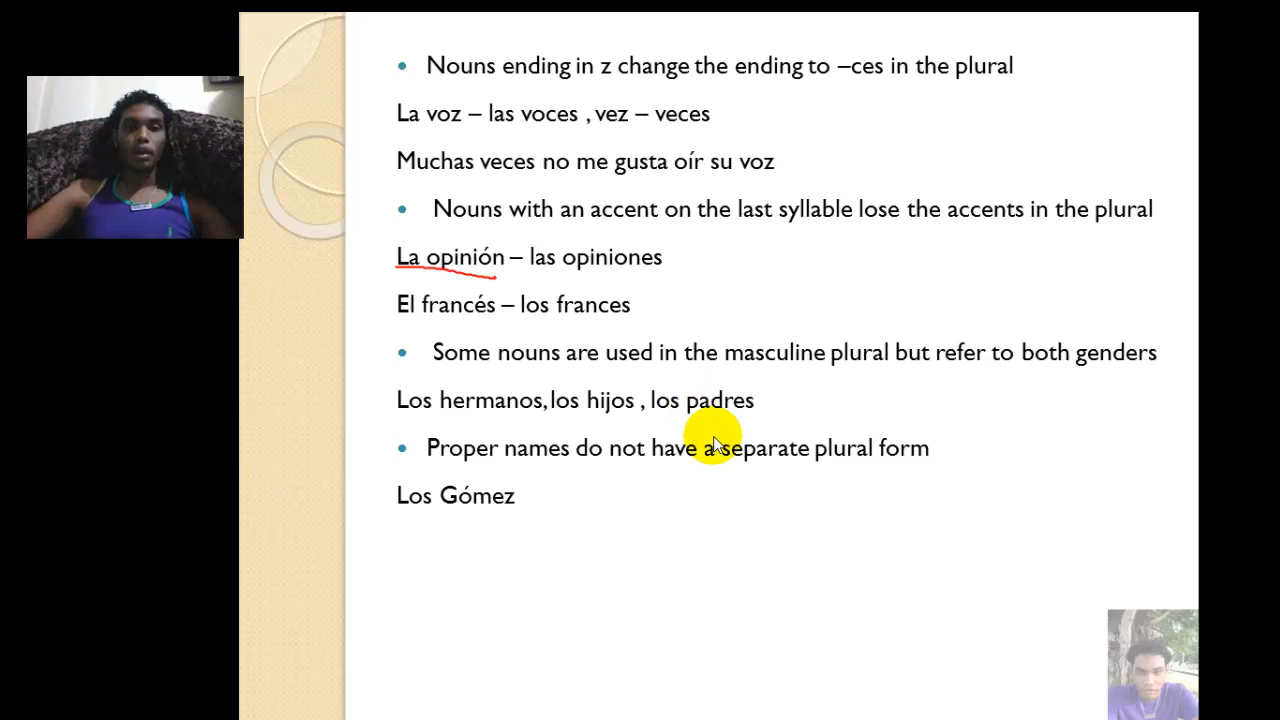 Nouns ending in z change the ending to –ces in the plural
La voz – las voces , vez – veces
Muchas veces no me gusta oír su voz
Nouns with an accent on the last syllable lose the accents in the plural
La opinión – las opiniones
El francés – los frances
Some nouns are used in the masculine plural but refer to both genders
Los hermanos, los hijos , los padres
Proper names do not have a separate plural form
Los Gómez